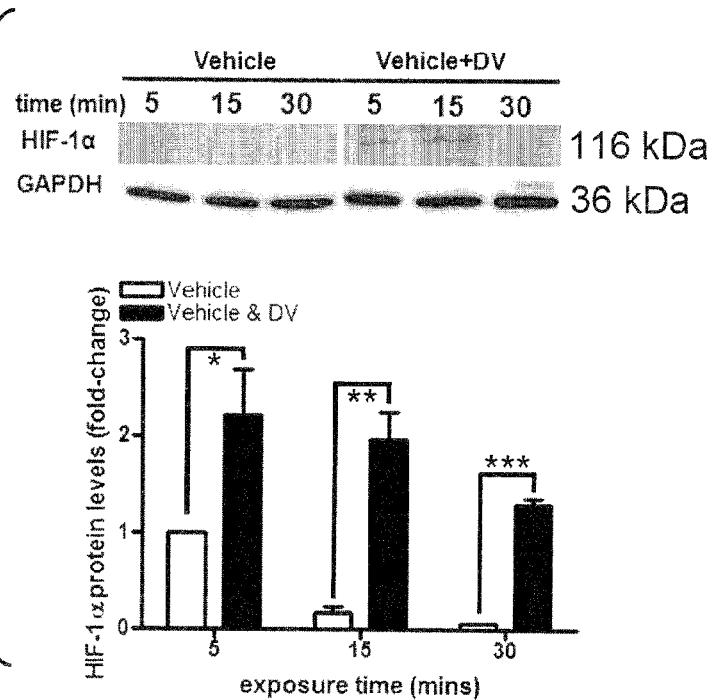 Vehicle Vehicle+DV
time (min) 5 15 30 5 15 30
HIF-1α 116 kDa
GAPDH 36 kDa
Vehicle
Vehicle & DV
HIF-1α protein levels (fold-change)
3
2
1
0
* ** ***
5 15 30
exposure time (mins)